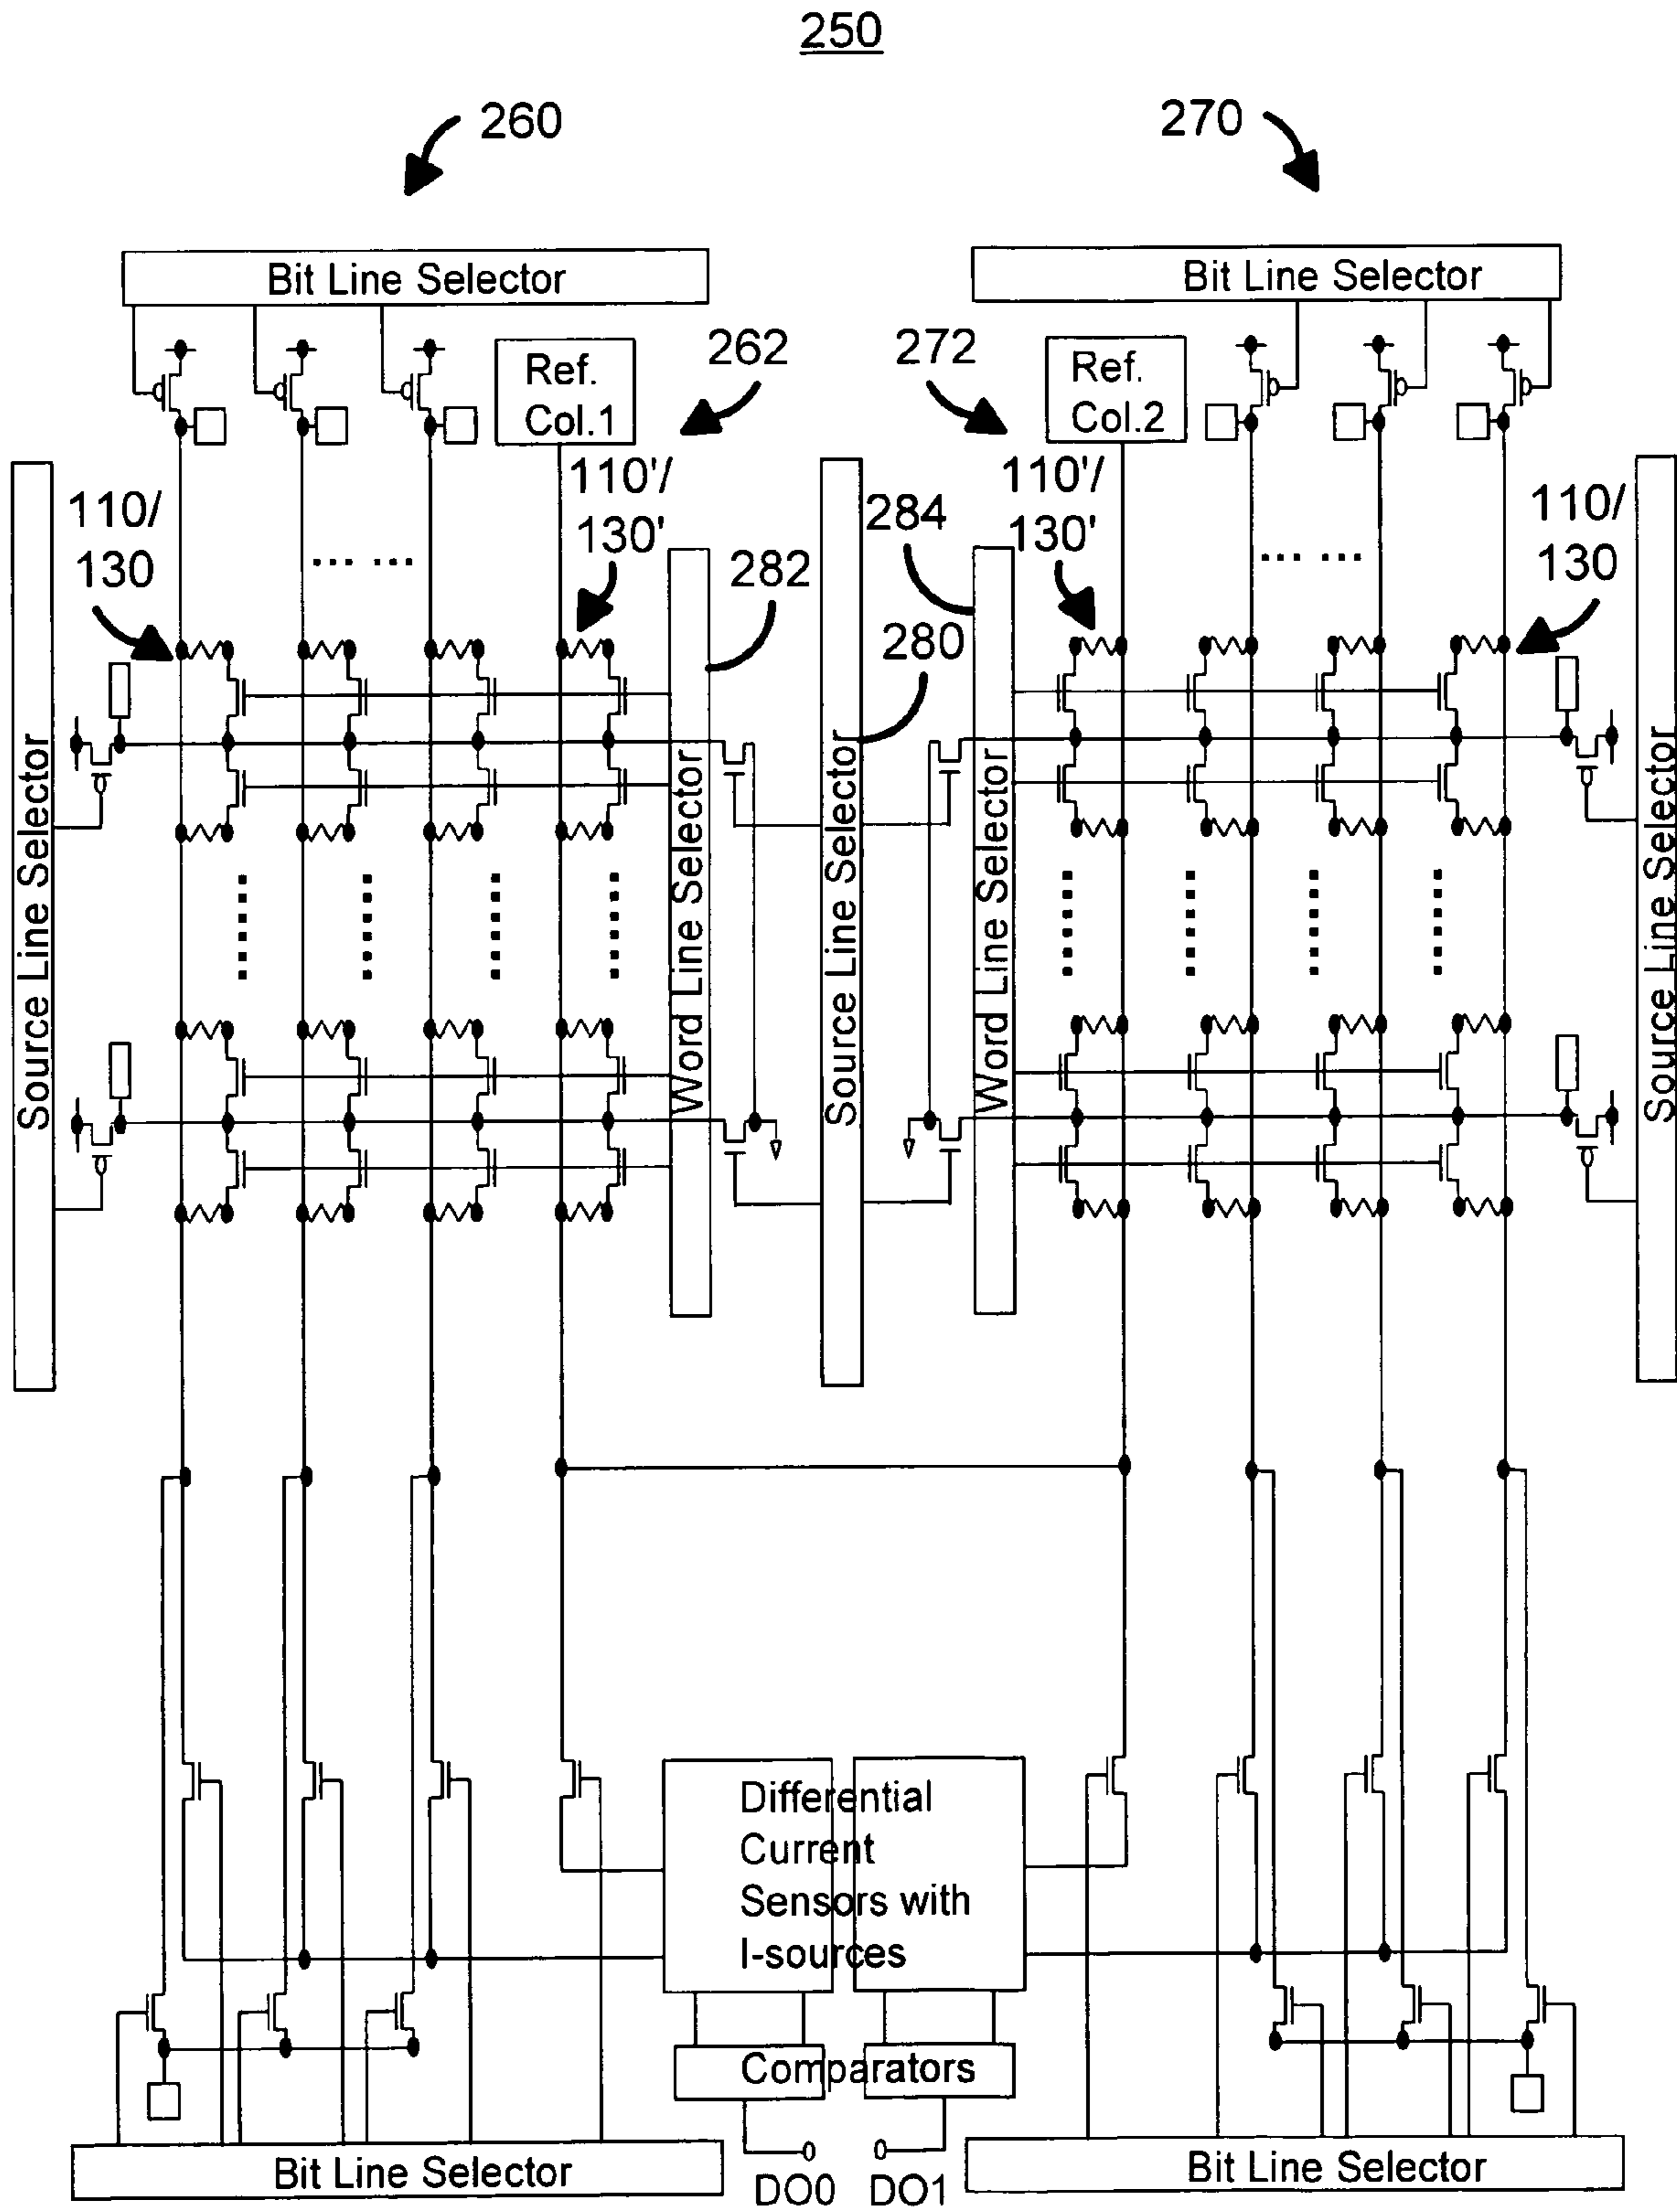 250
260
270
Bit Line Selector
Bit Line Selector
Ref.
Col.1
262
272
Ref.
Col.2
110/
130
110'/
130'
282
284
280
110'/
130'
110/
130
Source Line Selector
Word Line Selector
Source Line Selector
Word Line Selector
Source Line Selector
Differential
Current
Sensors with
I-sources
Comparators
DO0
DO1
Bit Line Selector
Bit Line Selector